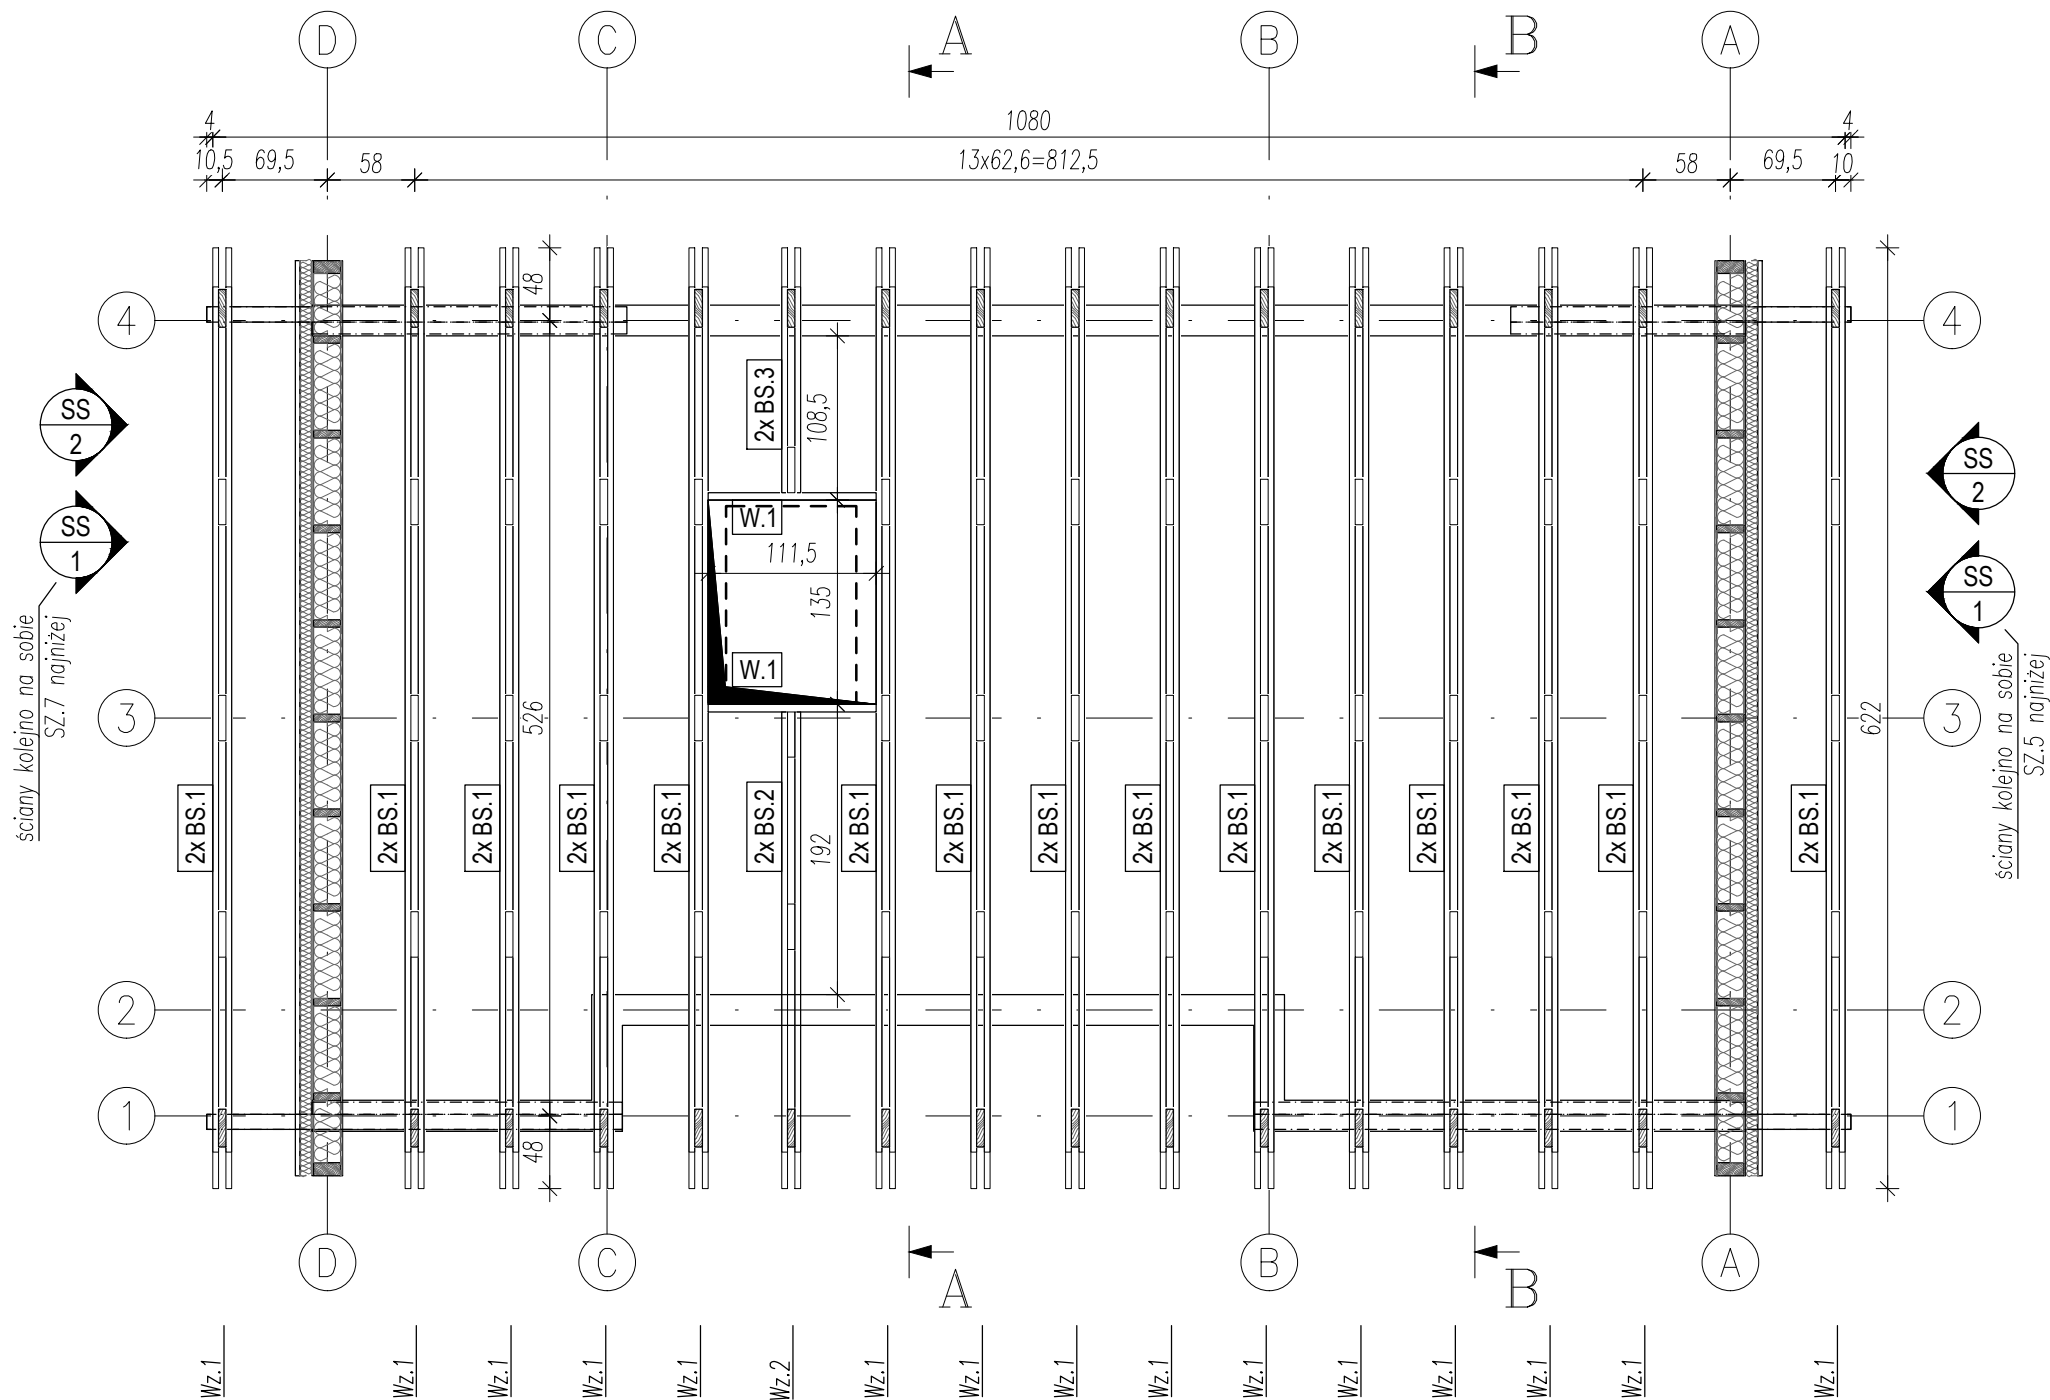 D
C
A
B
B
A
4
1080
4
10,5
69,5
58
13x62,6=812,5
58
69,5
10
48
4
4
SS
2
2x BS.3
108,5
SS
2
W.1
111,5
SS
1
135
SS
1
ściany kolejno na sobie
SZ.7 najniżej
W.1
ściany kolejno na sobie
SZ.5 najniżej
3
526
622
3
2x BS.1
2x BS.1
2x BS.1
2x BS.1
2x BS.1
2x BS.2
192
2x BS.1
2x BS.1
2x BS.1
2x BS.1
2x BS.1
2x BS.1
2x BS.1
2x BS.1
2x BS.1
2x BS.1
2
2
1
1
48
D
C
A
B
B
A
Wz.1
Wz.1
Wz.1
Wz.1
Wz.1
Wz.2
Wz.1
Wz.1
Wz.1
Wz.1
Wz.1
Wz.1
Wz.1
Wz.1
Wz.1
Wz.1